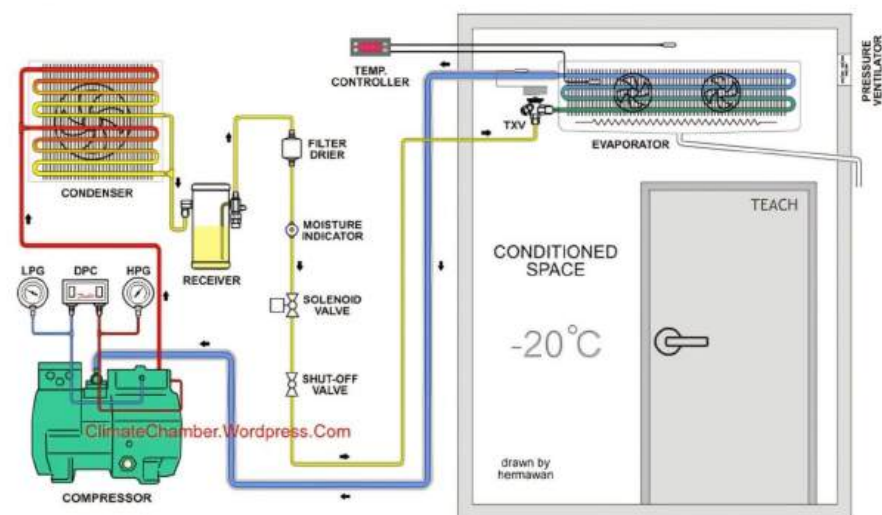 TEMP.
CONTROLLER
PRESSURE
VENTILATOR
TXV
EVAPORATOR
CONDENSER
FILTER
DRIER
MOISTURE
INDICATOR
RECEIVER
LPG
DPC
HPG
SOLENOID
VALVE
SHUT-OFF
VALVE
ClimateChamber.Wordpress.Com
COMPRESSOR
TEACH
CONDITIONED
SPACE
-20°C
drawn by
hermawan